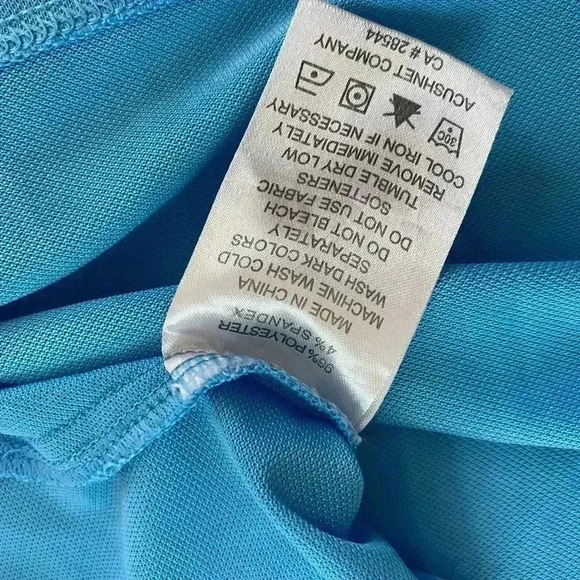 96% POLYESTER
4% SPANDEX
MADE IN CHINA
MACHINE WASH COLD
WASH DARK COLORS
SEPARATELY
DO NOT BLEACH
DO NOT USE FABRIC
SOFTENERS
TUMBLE DRY LOW
REMOVE IMMEDIATELY
COOL IRON IF NECESSARY
30C
ACUSHNET COMPANY
CA # 28544